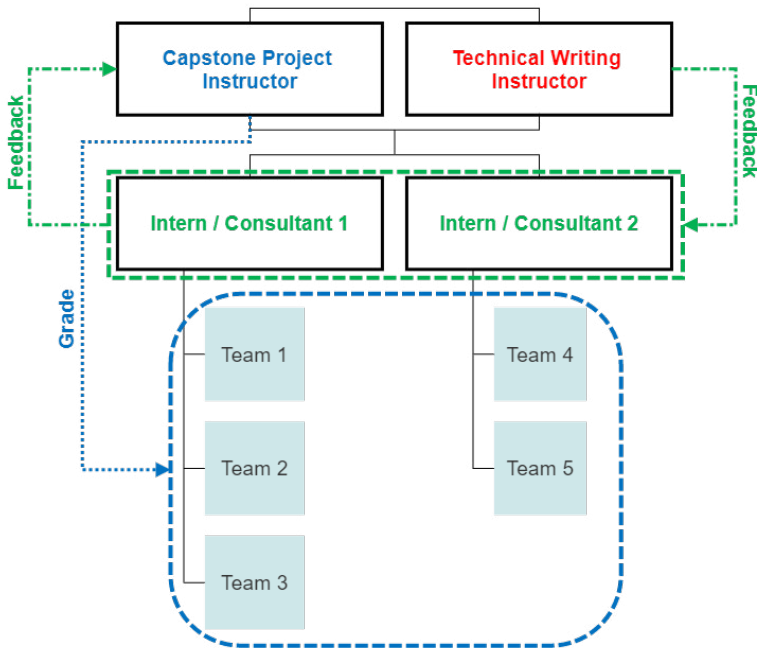 Capstone Project
Instructor
Technical Writing
Instructor
Feedback
Feedback
Intern / Consultant 1
Intern / Consultant 2
Grade
Team 1
Team 4
Team 2
Team 5
Team 3